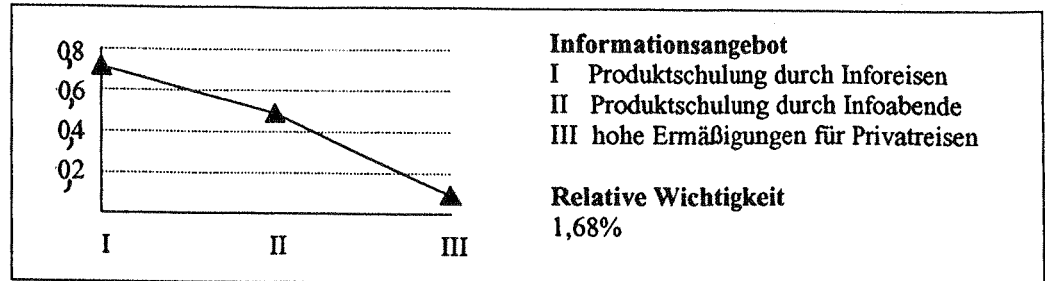 0,8
0,6
0,4
0,2
I II III
Informationsangebot
I Produktschulung durch Inforeisen
II Produktschulung durch Infoabende
III hohe Ermäßigungen für Privatreisen
Relative Wichtigkeit
1,68%